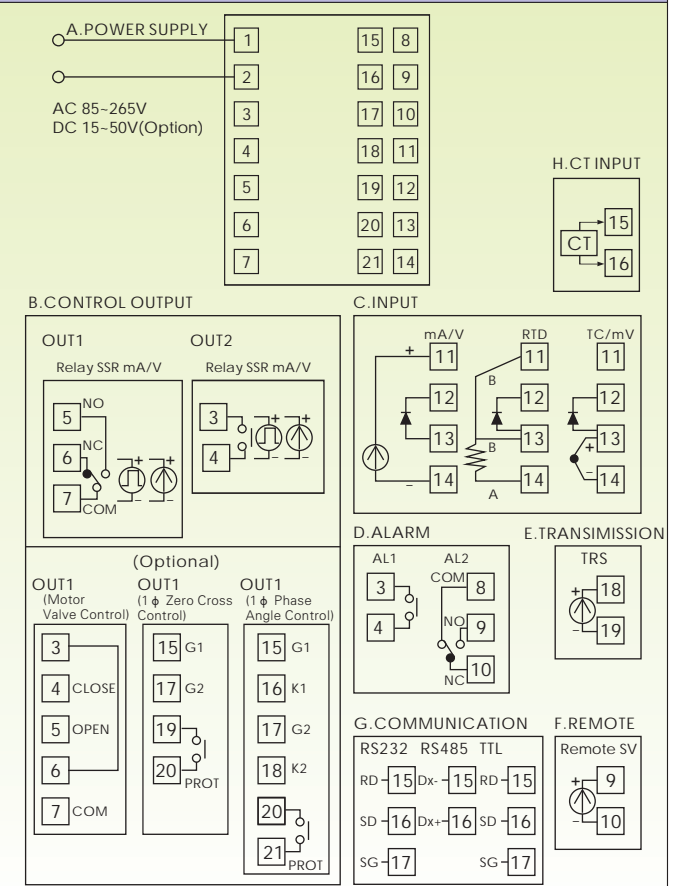 A.POWER SUPPLY
1 15 8
2 16 9
AC 85~265V
DC 15~50V(Option)
3 17 10
4 18 11
5 19 12
6 20 13
7 21 14
H.CT INPUT
CT
15
16
B.CONTROL OUTPUT
OUT1
Relay SSR mA/V
5 NO
6 NC
7 COM
+ +
− −
OUT2
Relay SSR mA/V
3
4
+ +
− −
C.INPUT
mA/V RTD TC/mV
+ 11 11 11
B
12 12 12
13 13 13
B +
− 14 14 − 14
A
(Optional)
OUT1
(Motor
Valve Control)
3
4 CLOSE
5 OPEN
6
7 COM
OUT1
(1 ϕ Zero Cross
Control)
15 G1
17 G2
19
20 PROT
OUT1
(1 ϕ Phase
Angle Control)
15 G1
16 K1
17 G2
18 K2
20
21 PROT
D.ALARM
AL1 AL2
3 COM 8
4 NO 9
NC 10
E.TRANSIMISSION
TRS
+ 18
− 19
G.COMMUNICATION
RS232 RS485 TTL
RD 15 Dx- 15 RD 15
SD 16 Dx+ 16 SD 16
SG 17 SG 17
F.REMOTE
Remote SV
+ 9
− 10